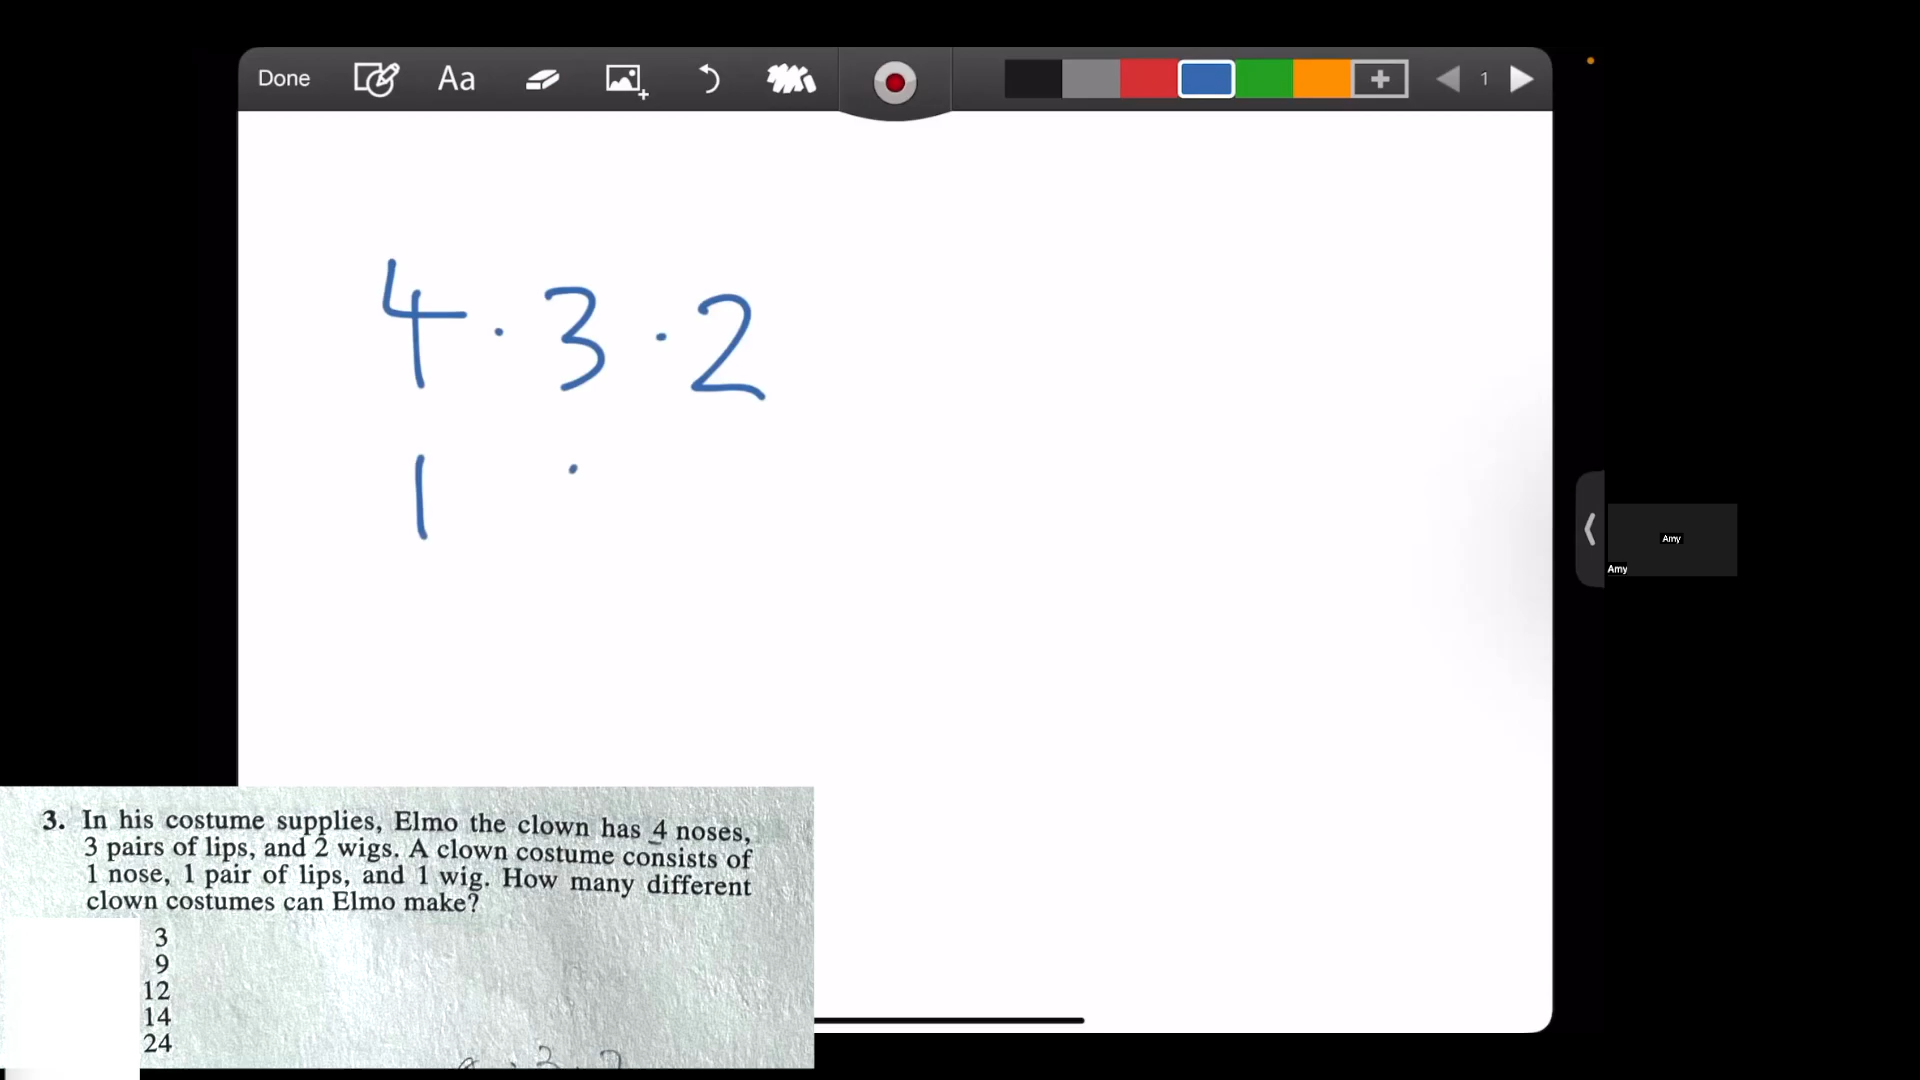 Done Aa 1
4 · 3 · 2
1 ·
Amy
Amy
3. In his costume supplies, Elmo the clown has 4 noses,
3 pairs of lips, and 2 wigs. A clown costume consists of
1 nose, 1 pair of lips, and 1 wig. How many different
clown costumes can Elmo make?
3
9
12
14
24